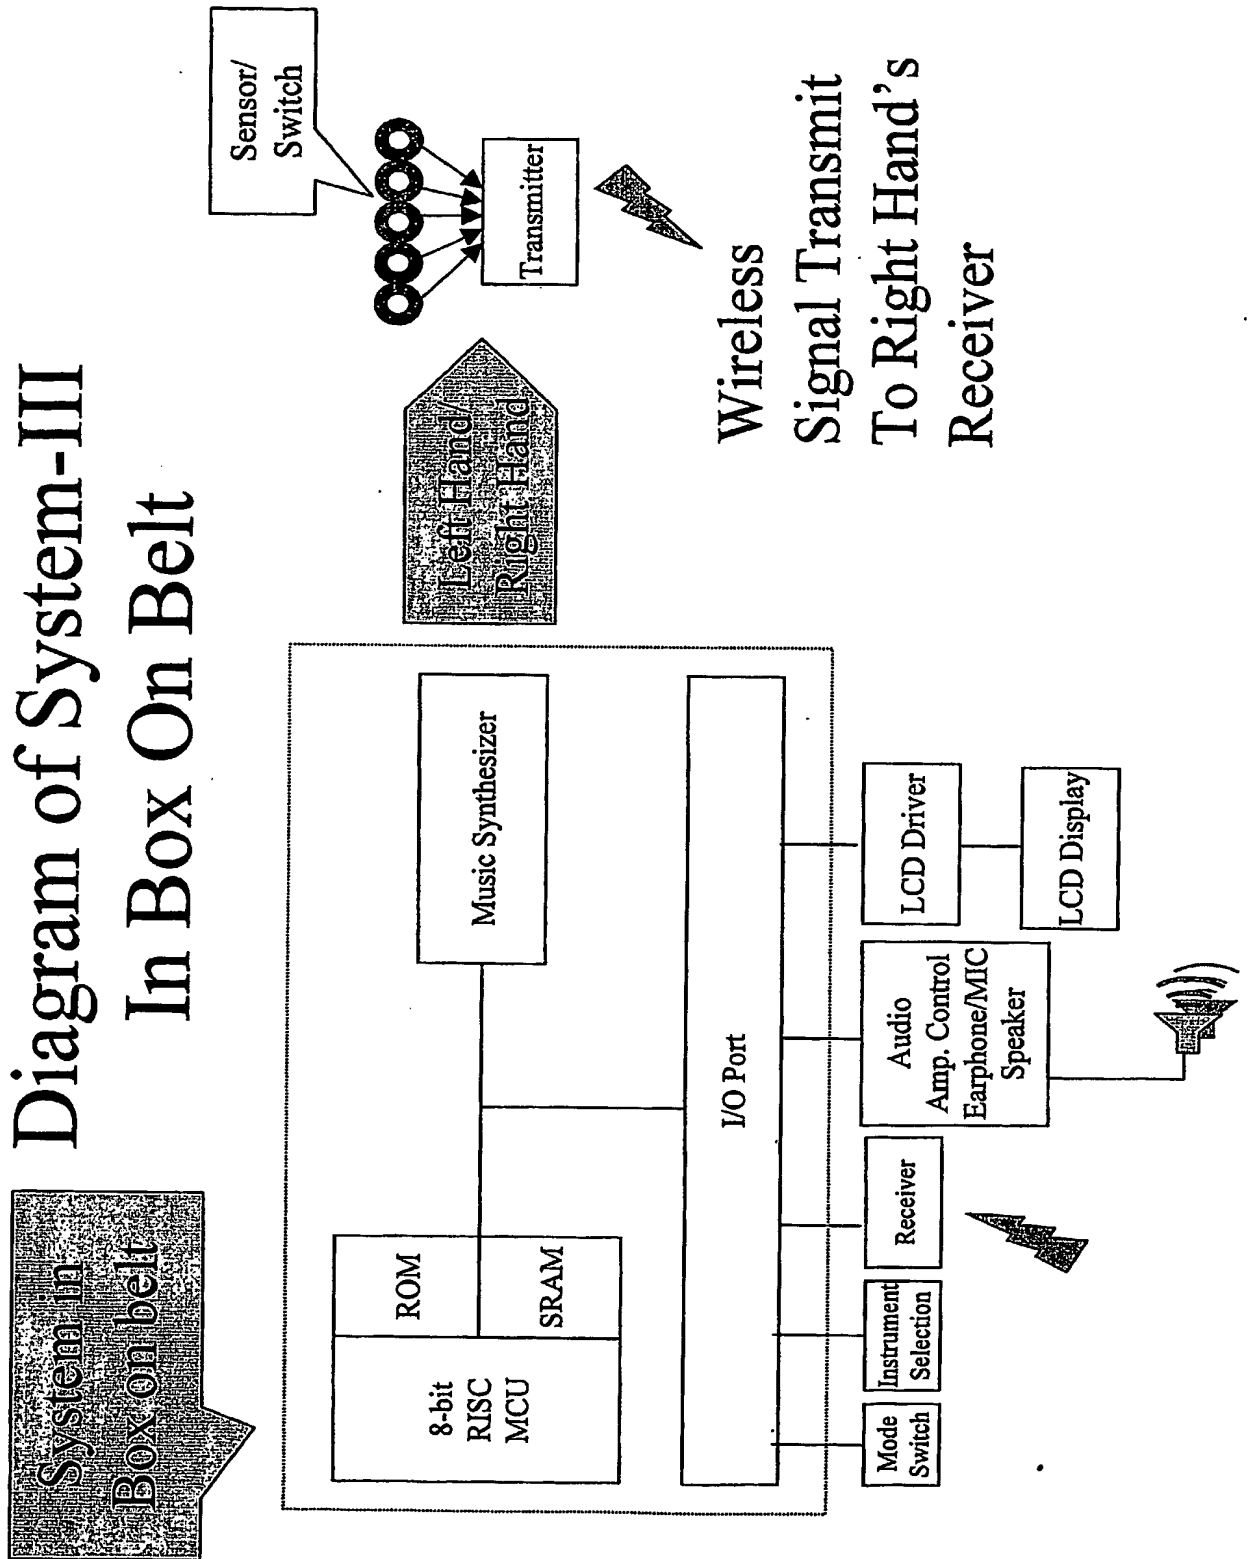 Diagram of System-III
In Box On Belt
System in
Box on belt
Sensor/
Switch
Left Hand/
Right Hand
Transmitter
Wireless
Signal Transmit
To Right Hand's
Receiver
8-bit
RISC
MCU
ROM
SRAM
Music Synthesizer
I/O Port
Mode
Switch
Instrument
Selection
Receiver
Audio
Amp. Control
Earphone/MIC
Speaker
LCD Driver
LCD Display